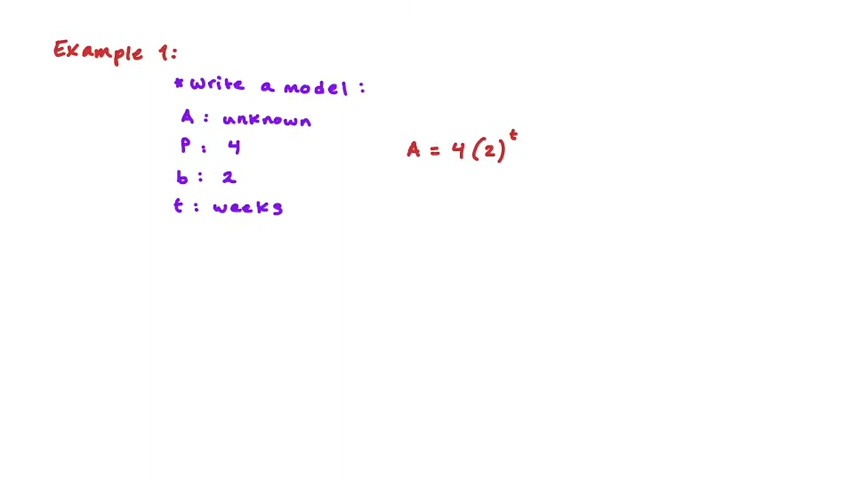 Example 1:
*Write a model:
A: unknown
P: 4
b: 2
t: weeks
A = 4(2)^t